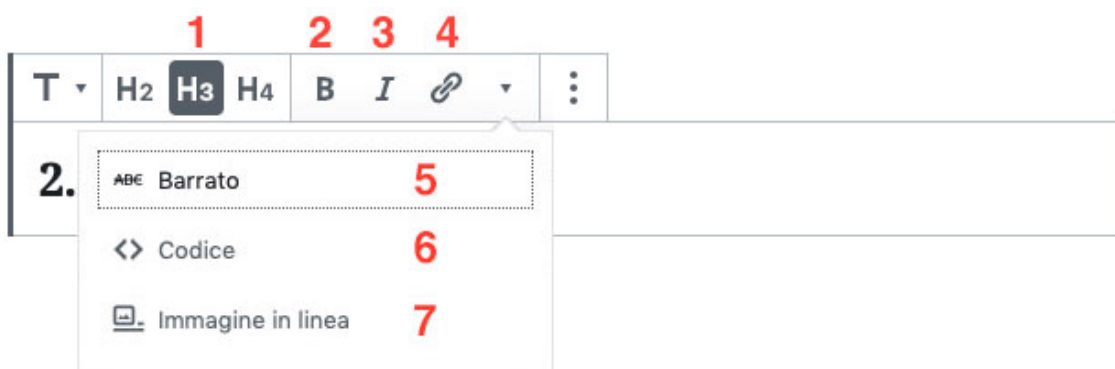 1 2 3 4
T H2 H3 H4 B I
2.
ABC Barrato 5
Codice 6
Immagine in linea 7